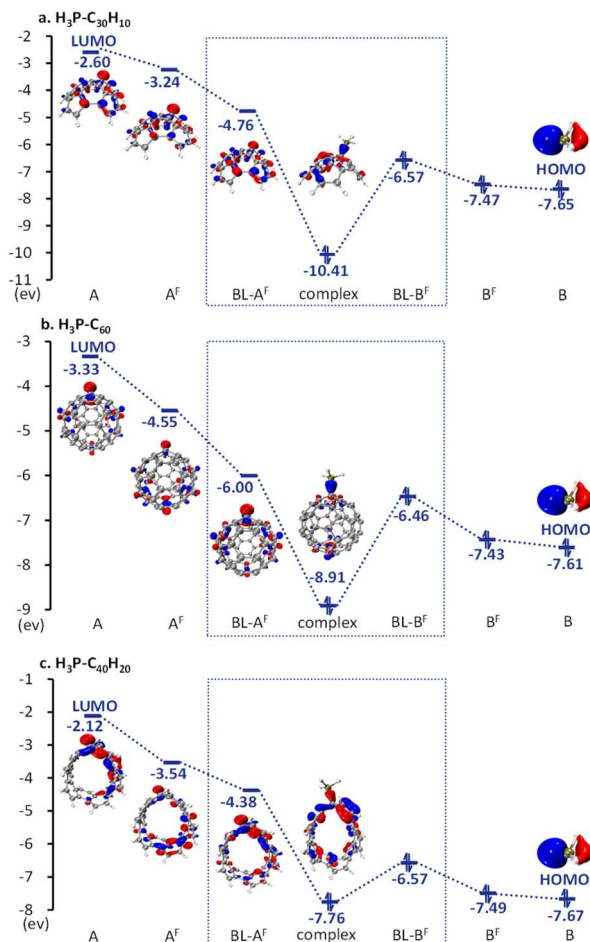 a. H₃P-C₃₀H₁₀
-2
-3
-4
-5
-6
-7
-8
-9
-10
-11
(ev)
LUMO
-2.60
-3.24
-4.76
-10.41
-6.57
-7.47
HOMO
-7.65
A
Aᶠ
BL-Aᶠ
complex
BL-Bᶠ
Bᶠ
B
b. H₃P-C₆₀
-3
-4
-5
-6
-7
-8
-9
(ev)
LUMO
-3.33
-4.55
-6.00
-8.91
-6.46
-7.43
HOMO
-7.61
A
Aᶠ
BL-Aᶠ
complex
BL-Bᶠ
Bᶠ
B
c. H₃P-C₄₀H₂₀
-1
-2
-3
-4
-5
-6
-7
-8
(ev)
LUMO
-2.12
-3.54
-4.38
-7.76
-6.57
-7.49
HOMO
-7.67
A
Aᶠ
BL-Aᶠ
complex
BL-Bᶠ
Bᶠ
B